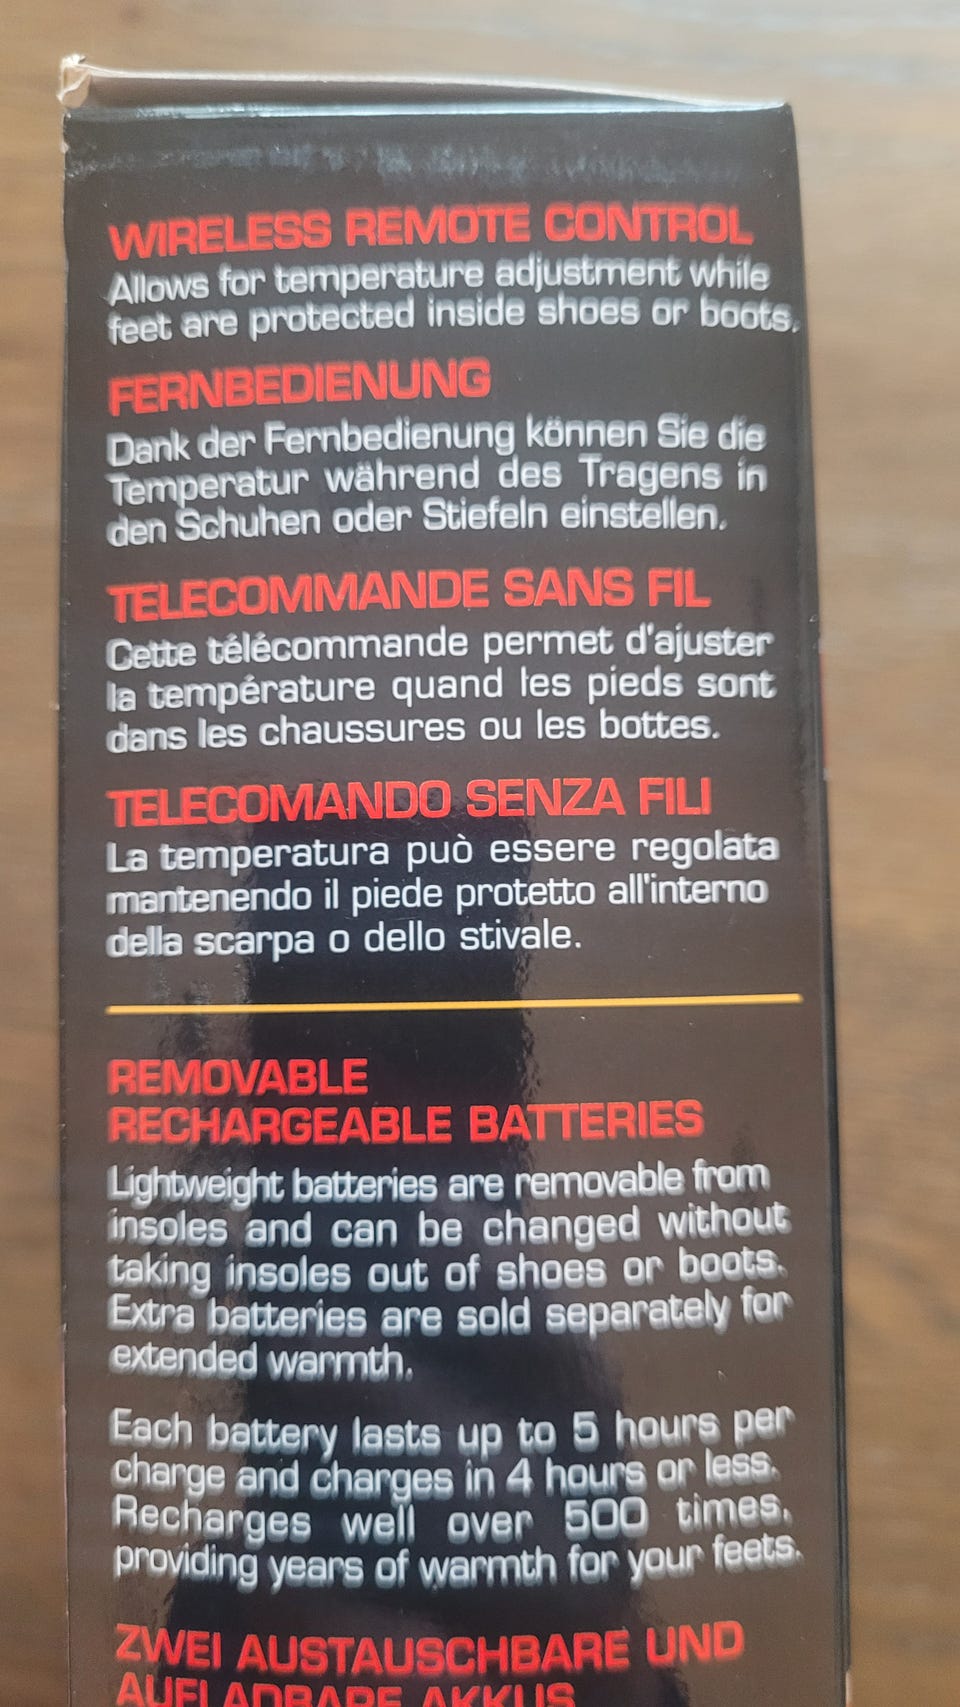 WIRELESS REMOTE CONTROL
Allows for temperature adjustment while
feet are protected inside shoes or boots.
FERNBEDIENUNG
Dank der Fernbedienung können Sie die
Temperatur während des Tragens in
den Schuhen oder Stiefeln einstellen.
TELECOMMANDE SANS FIL
Cette télécommande permet d'ajuster
la température quand les pieds sont
dans les chaussures ou les bottes.
TELECOMANDO SENZA FILI
La temperatura può essere regolata
mantenendo il piede protetto all'interno
della scarpa o dello stivale.
REMOVABLE
RECHARGEABLE BATTERIES
Lightweight batteries are removable from
insoles and can be changed without
taking insoles out of shoes or boots.
Extra batteries are sold separately for
extended warmth.
Each battery lasts up to 5 hours per
charge and charges in 4 hours or less.
Recharges well over 500 times,
providing years of warmth for your feets.
ZWEI AUSTAUSCHBARE UND
AUFLADBARE AKKUS